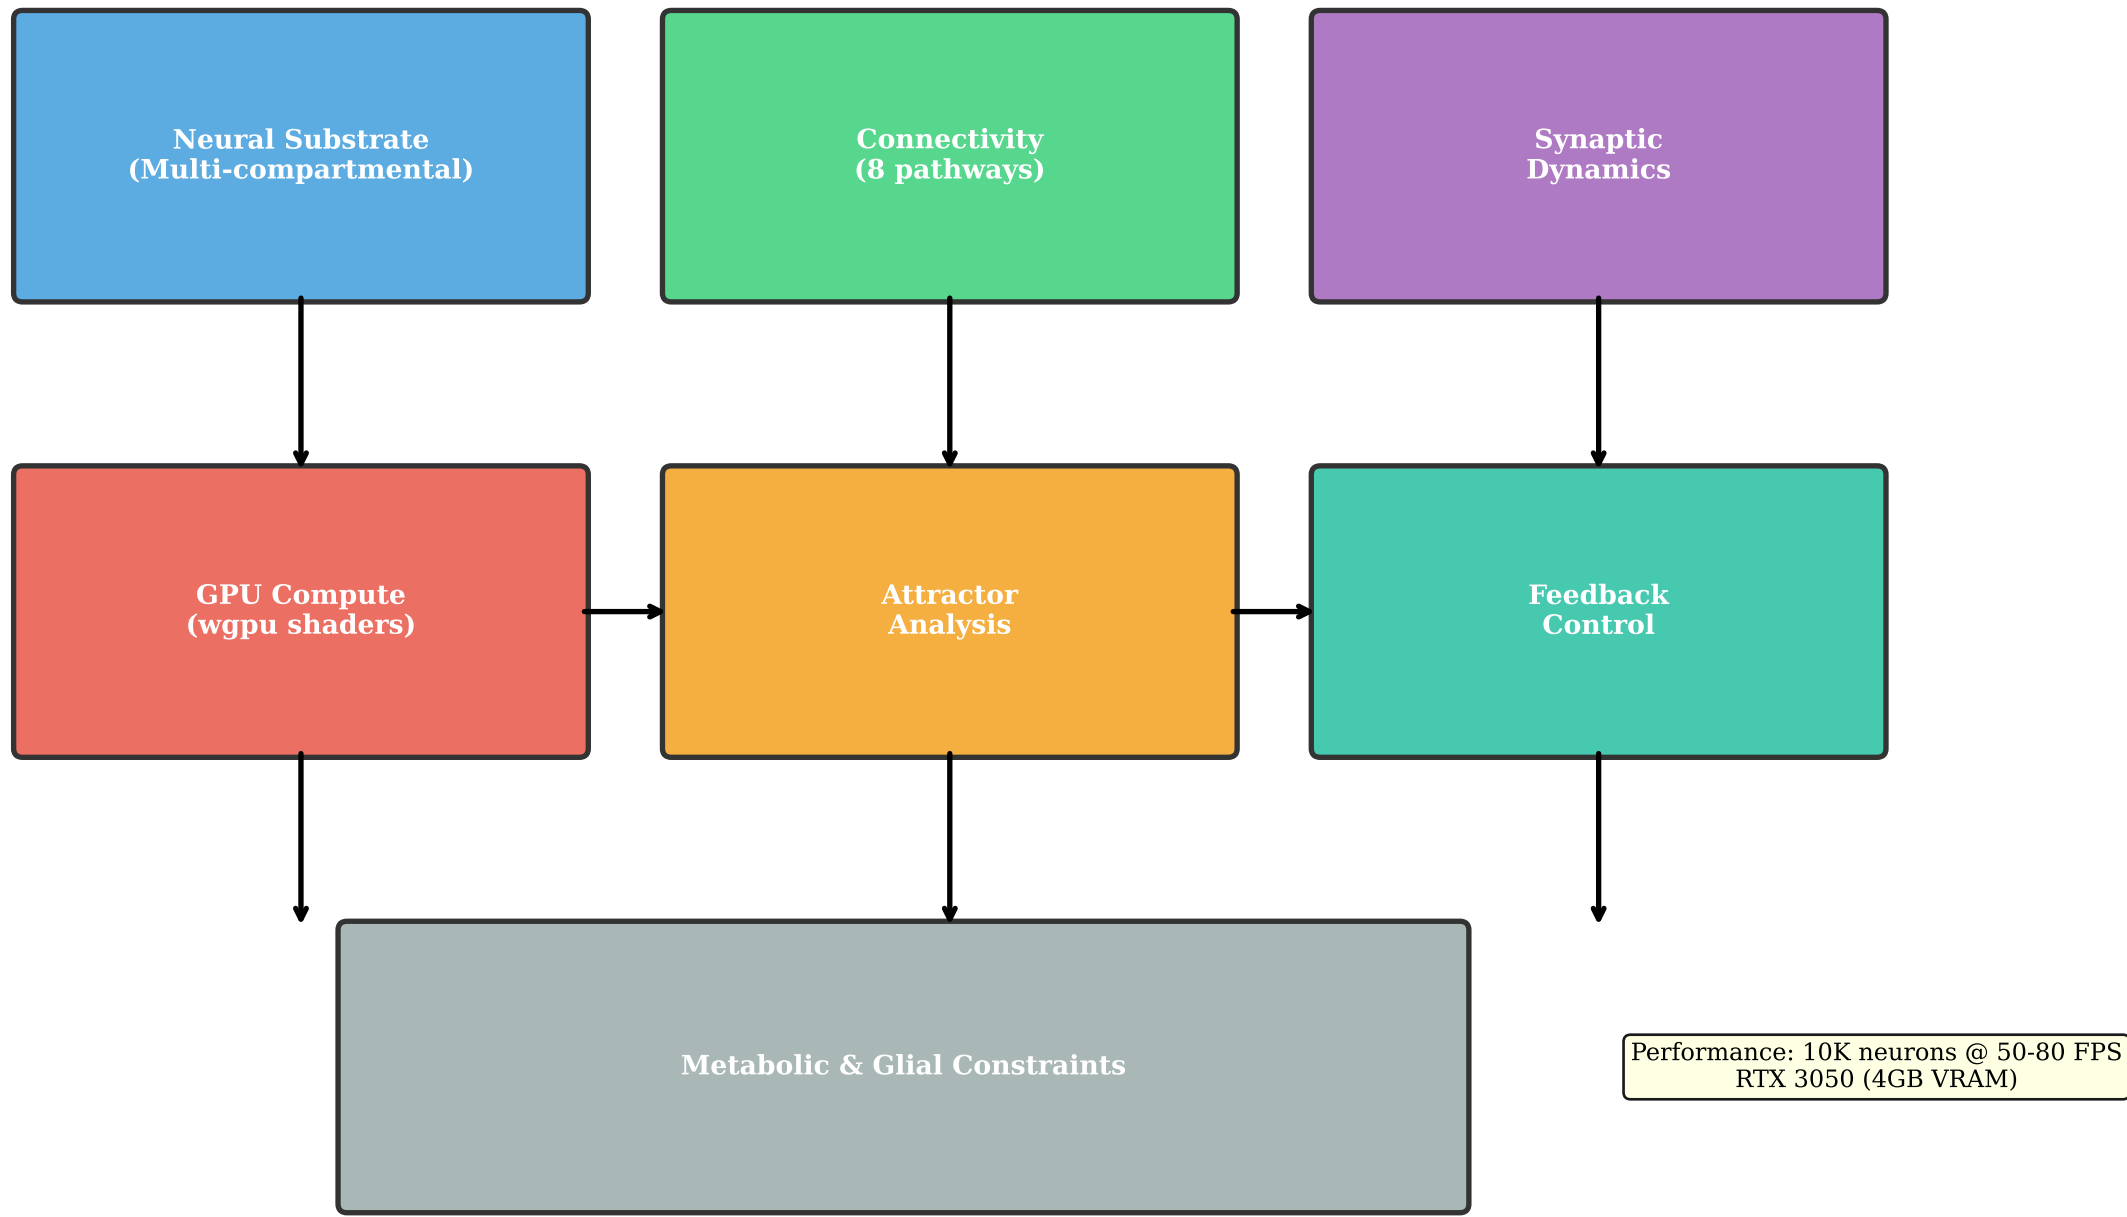 Neural Substrate
(Multi-compartmental)
Connectivity
(8 pathways)
Synaptic
Dynamics
GPU Compute
(wgpu shaders)
Attractor
Analysis
Feedback
Control
Metabolic & Glial Constraints
Performance: 10K neurons @ 50-80 FPS
RTX 3050 (4GB VRAM)